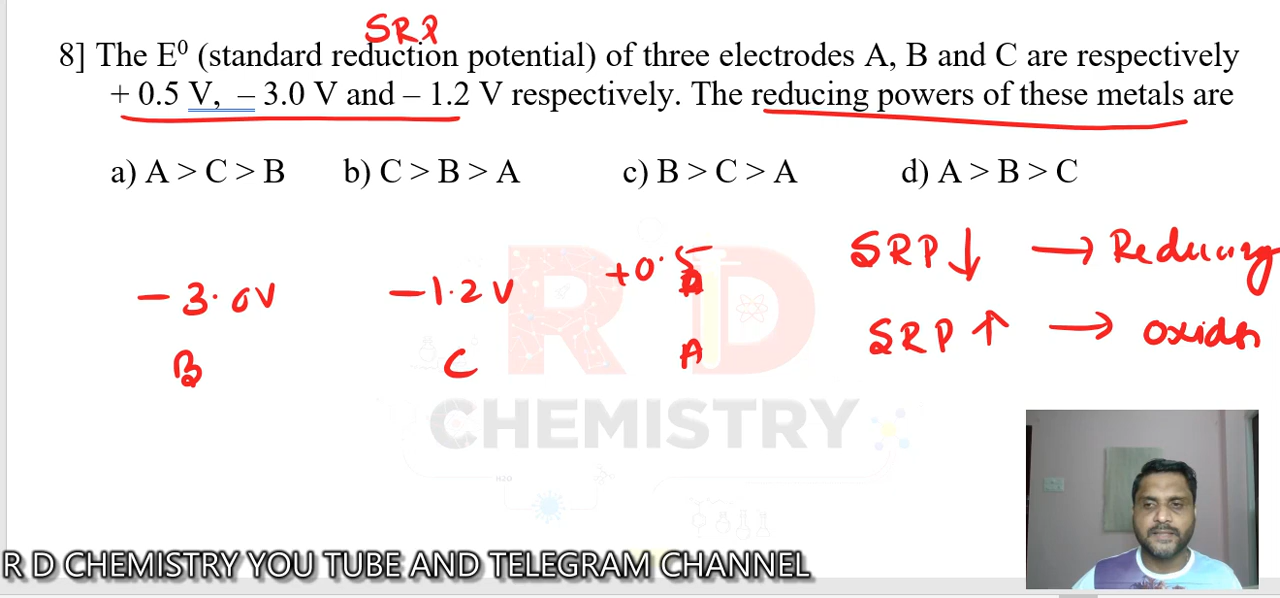 SRP
8] The E⁰ (standard reduction potential) of three electrodes A, B and C are respectively
+ 0.5 V, – 3.0 V and – 1.2 V respectively. The reducing powers of these metals are
a) A > C > B b) C > B > A c) B > C > A d) A > B > C
SRP ↓ → Reducing
– 3.0V – 1.2 V +0.5
SRP ↑ →
B C A
R D
CHEMISTRY
H2O
R D CHEMISTRY YOU TUBE AND TELEGRAM CHANNEL